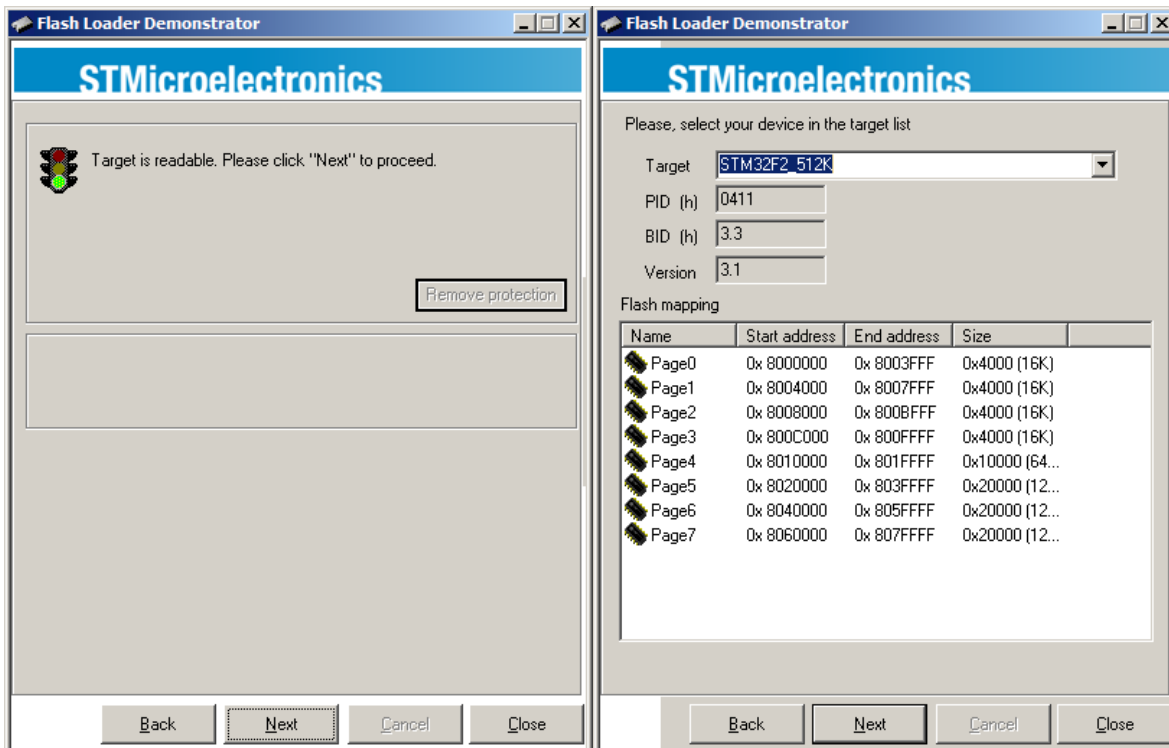 Flash Loader Demonstrator
STMicroelectronics
Target is readable. Please click "Next" to proceed.
Remove protection
Back Next Cancel Close
Flash Loader Demonstrator
STMicroelectronics
Please, select your device in the target list
Target STM32F2_512K
PID (h) 0411
BID (h) 3.3
Version 3.1
Flash mapping
Name Start address End address Size
Page0 0x 8000000 0x 8003FFF 0x4000 (16K)
Page1 0x 8004000 0x 8007FFF 0x4000 (16K)
Page2 0x 8008000 0x 800BFFF 0x4000 (16K)
Page3 0x 800C000 0x 800FFFF 0x4000 (16K)
Page4 0x 8010000 0x 801FFFF 0x10000 (64...
Page5 0x 8020000 0x 803FFFF 0x20000 (12...
Page6 0x 8040000 0x 805FFFF 0x20000 (12...
Page7 0x 8060000 0x 807FFFF 0x20000 (12...
Back Next Cancel Close